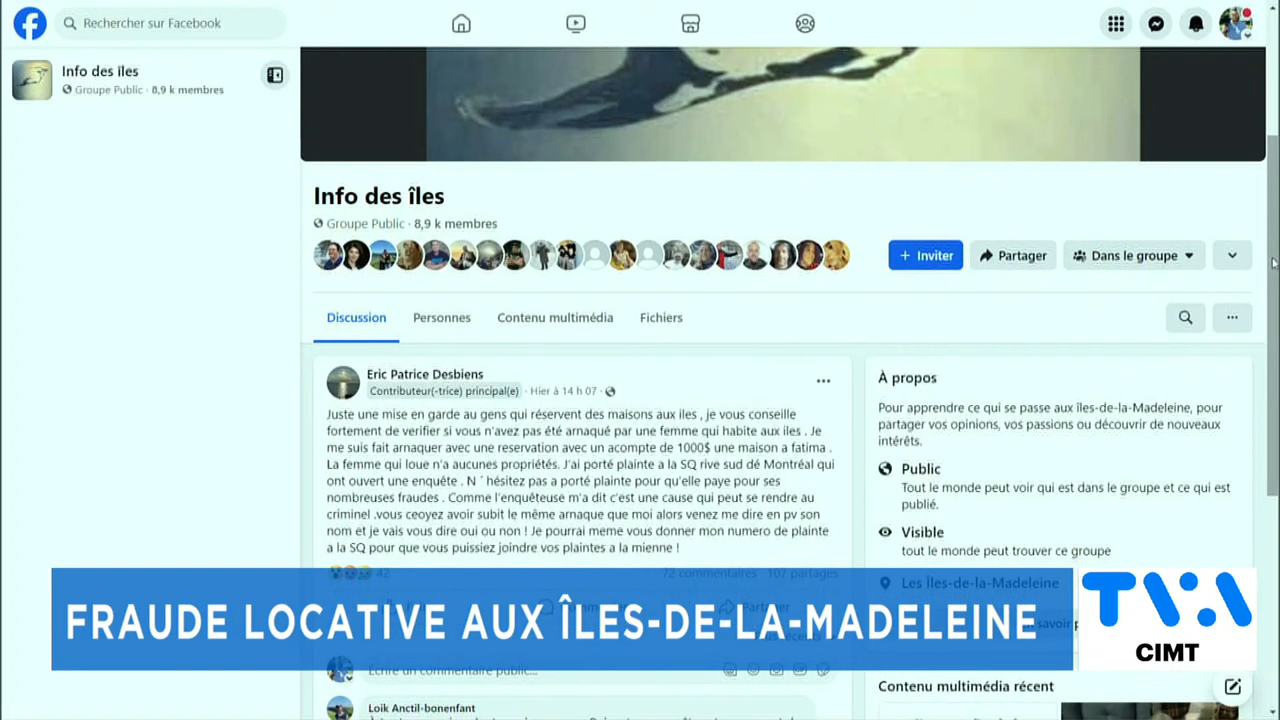 Rechercher sur Facebook
Info des îles
Groupe Public · 8,9 k membres
Info des îles
Groupe Public · 8,9 k membres
+ Inviter
Partager
Dans le groupe
Discussion
Personnes
Contenu multimédia
Fichiers
Eric Patrice Desbiens
Contributeur(-trice) principal(e) · Hier à 14 h 07 ·
Juste une mise en garde au gens qui réservent des maisons aux iles , je vous conseille
fortement de verifier si vous n'avez pas été arnaqué par une femme qui habite aux iles . Je
me suis fait arnaquer avec une reservation avec un acompte de 1000$ une maison a fatima .
La femme qui loue n'a aucunes propriétés. J'ai porté plainte a la SQ rive sud dé Montréal qui
ont ouvert une enquête . N ´ hésitez pas a porté plainte pour qu'elle paye pour ses
nombreuses fraudes . Comme l'enquêteuse m'a dit c'est une cause qui peut se rendre au
criminel .vous ceoyez avoir subit le même arnaque que moi alors venez me dire en pv son
nom et je vais vous dire oui ou non ! Je pourrai meme vous donner mon numero de plainte
a la SQ pour que vous puissiez joindre vos plaintes a la mienne !
42
72 commentaires 107 partages
Partager
À propos
Pour apprendre ce qui se passe aux îles-de-la-Madeleine, pour
partager vos opinions, vos passions ou découvrir de nouveaux
intérêts.
Public
Tout le monde peut voir qui est dans le groupe et ce qui est
publié.
Visible
tout le monde peut trouver ce groupe
Les Îles-de-la-Madeleine
FRAUDE LOCATIVE AUX ÎLES-DE-LA-MADELEINE
TVA
CIMT
Écrire un commentaire public...
Loik Anctil-bonenfant
Contenu multimédia récent